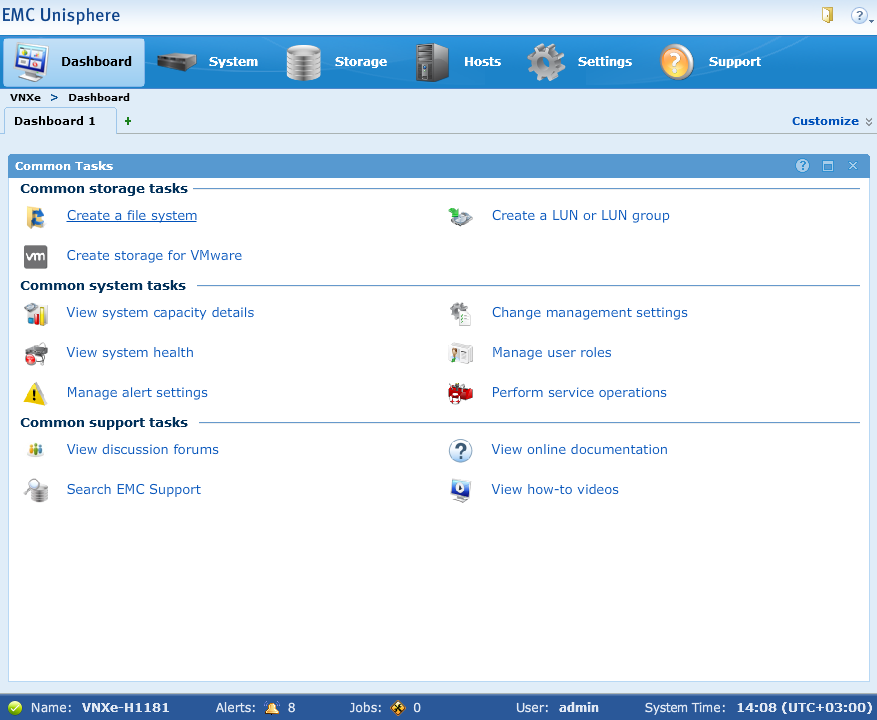 EMC Unisphere
?
Dashboard System Storage Hosts Settings ? Support
VNXe > Dashboard
Dashboard 1 + Customize
Common Tasks ?
Common storage tasks
Create a file system Create a LUN or LUN group
vm Create storage for VMware
Common system tasks
View system capacity details Change management settings
View system health Manage user roles
Manage alert settings Perform service operations
Common support tasks
View discussion forums ? View online documentation
Search EMC Support View how-to videos
Name: VNXe-H1181 Alerts: 8 Jobs: 0 User: admin System Time: 14:08 (UTC+03:00)